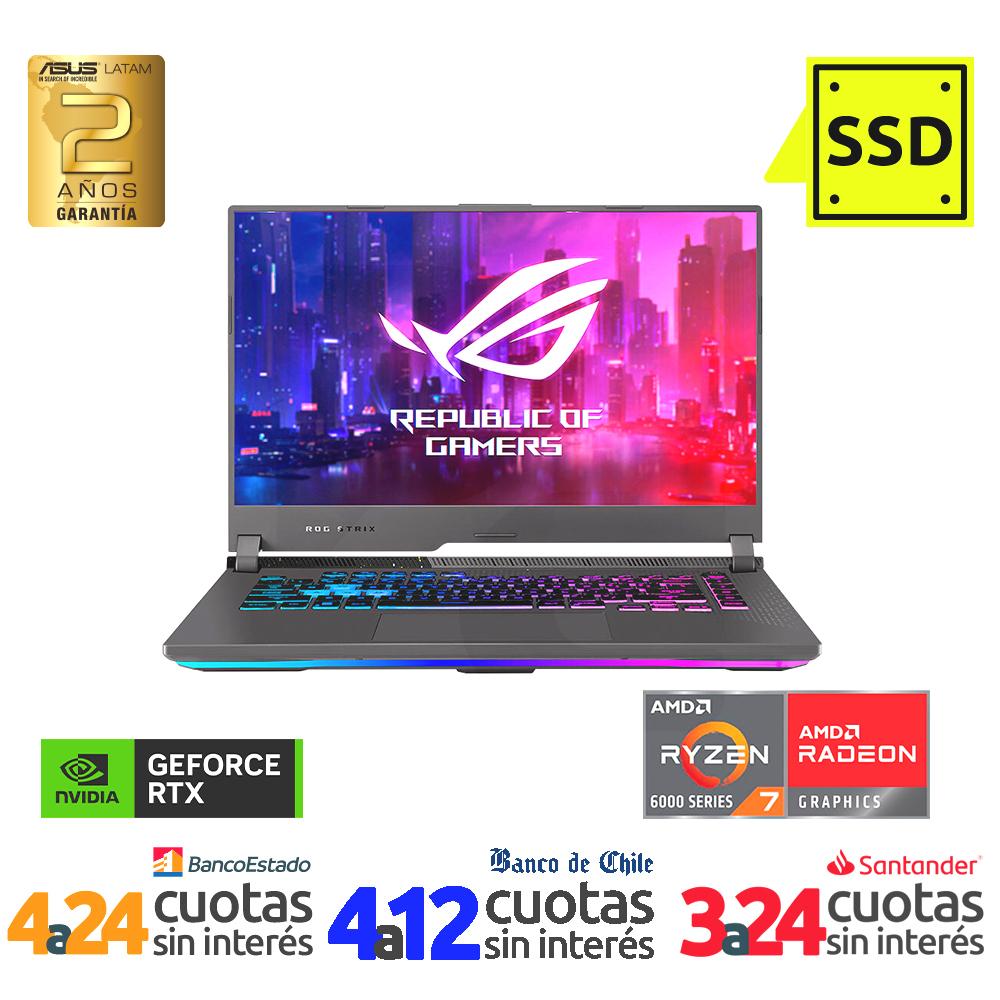 ASUS LATAM
IN SEARCH OF INCREDIBLE
2
AÑOS
GARANTÍA
SSD
REPUBLIC OF
GAMERS
ROG STRIX
NVIDIA
GEFORCE
RTX
AMD
RYZEN
6000 SERIES 7
AMD
RADEON
GRAPHICS
BancoEstado
4a24 cuotas
sin interés
Banco de Chile
4a12 cuotas
sin interés
Santander
3a24 cuotas
sin interés